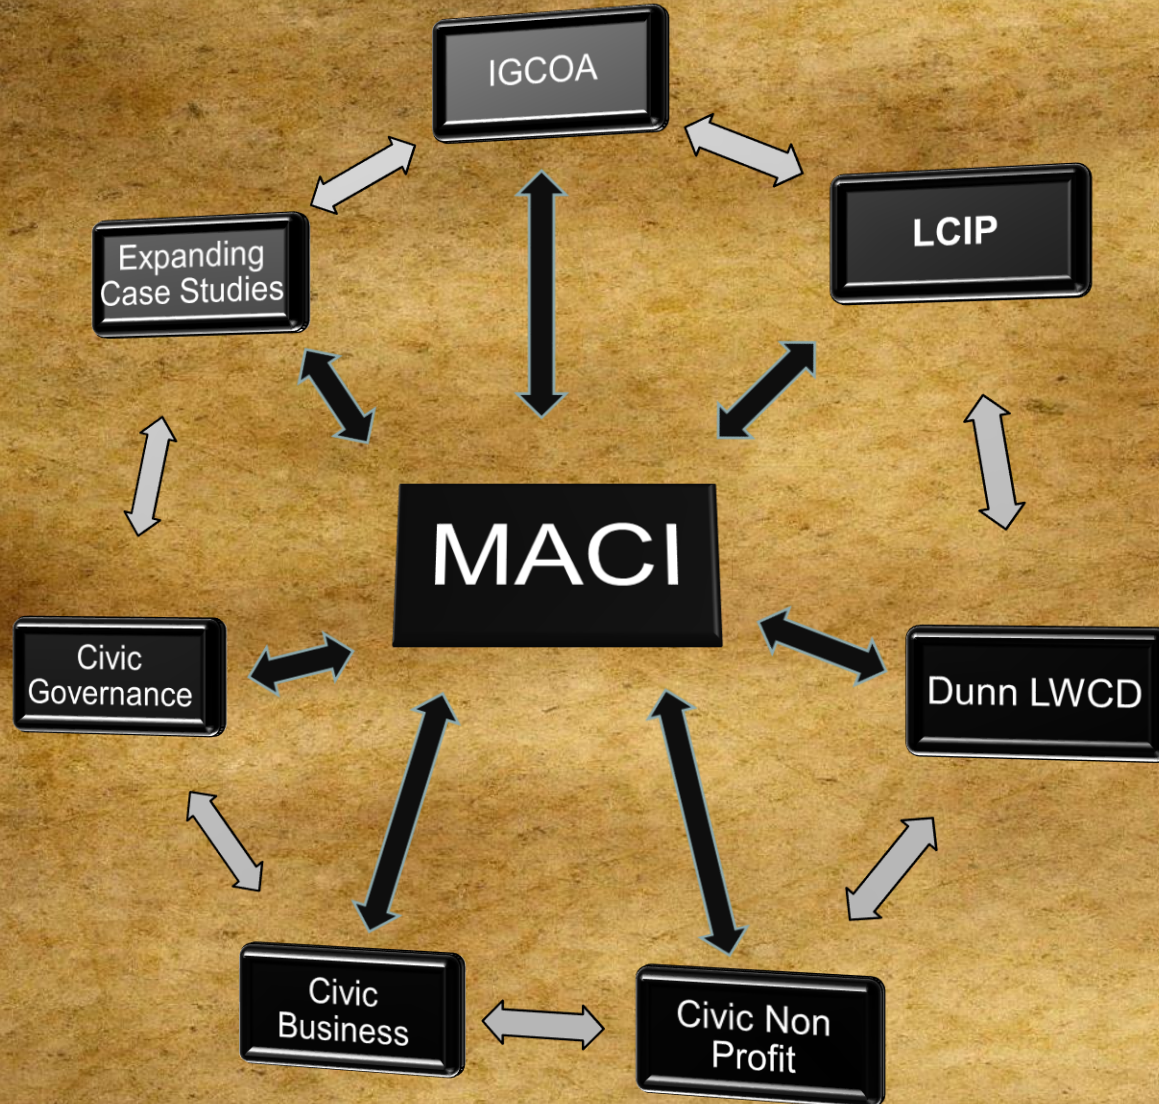 IGCOA
LCIP
Expanding
Case Studies
MACI
Civic
Governance
Dunn LWCD
Civic
Business
Civic Non
Profit